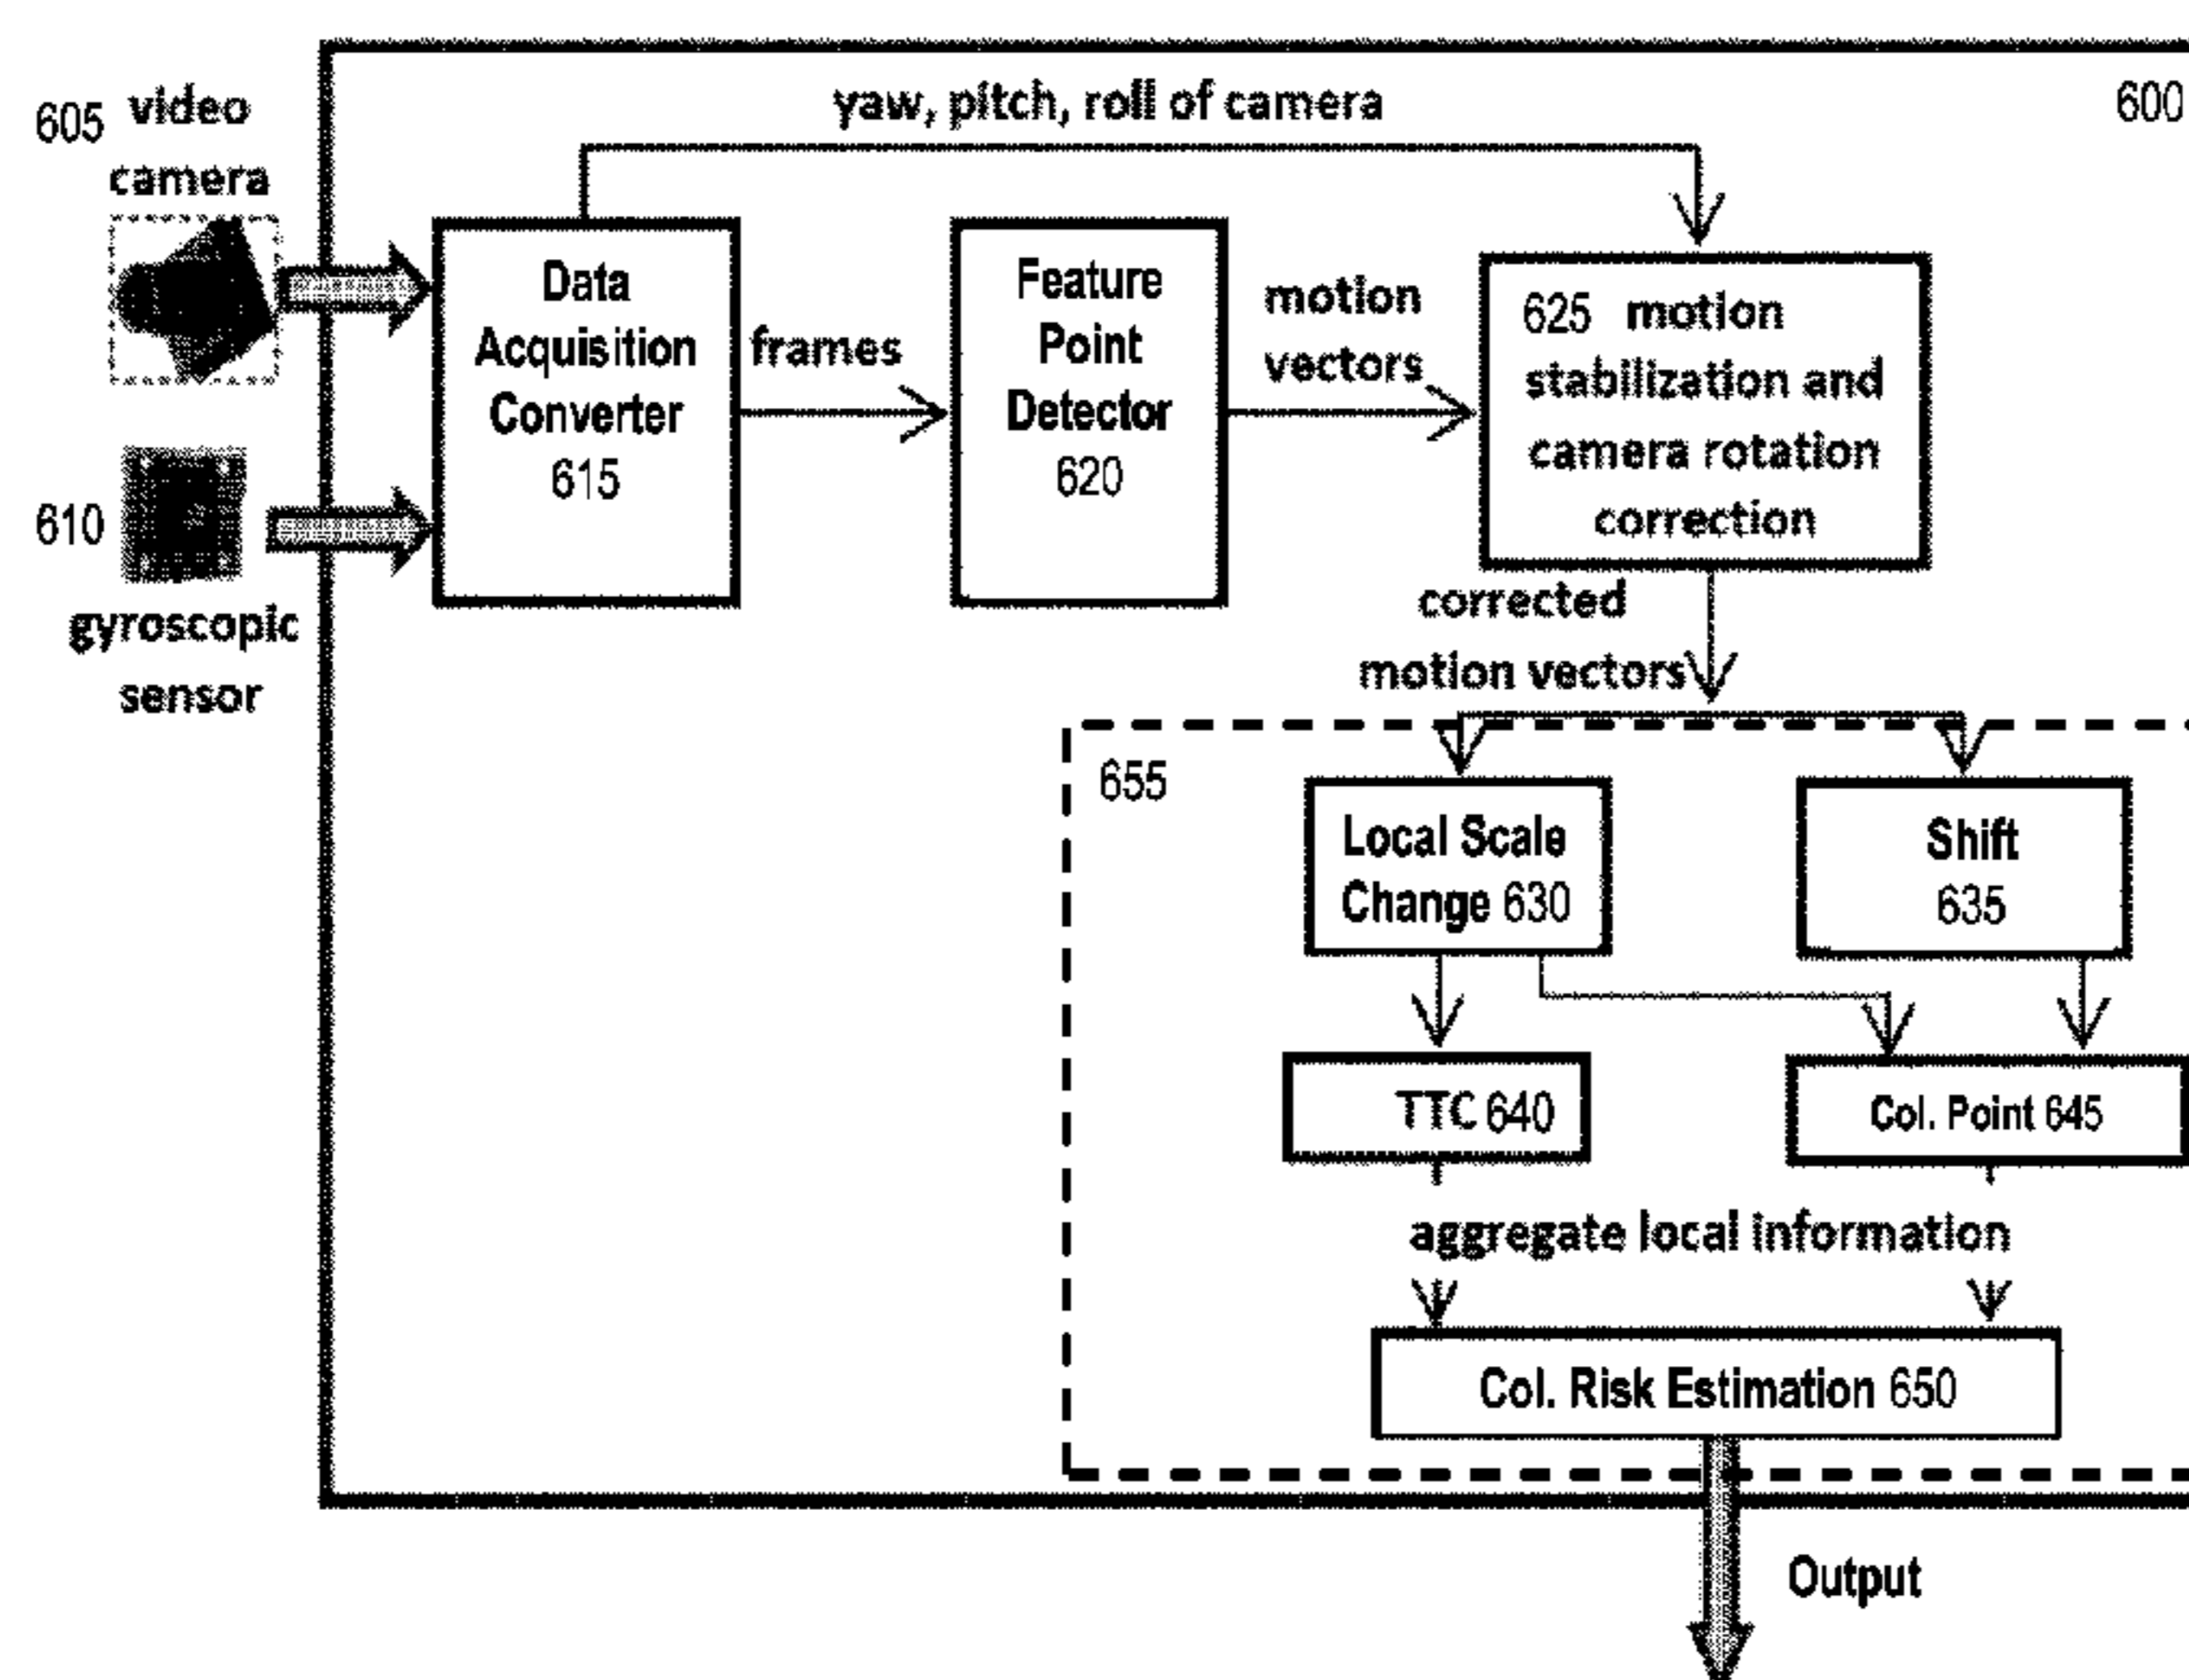 605 video
camera
yaw, pitch, roll of camera
600
Data
Acquisition
Converter
615
frames
Feature
Point
Detector
620
motion
vectors
625 motion
stabilization and
camera rotation
correction
610
gyroscopic
sensor
corrected
motion vectors
655
Local Scale
Change 630
Shift
635
TTC 640
Col. Point 645
aggregate local information
Col. Risk Estimation 650
Output